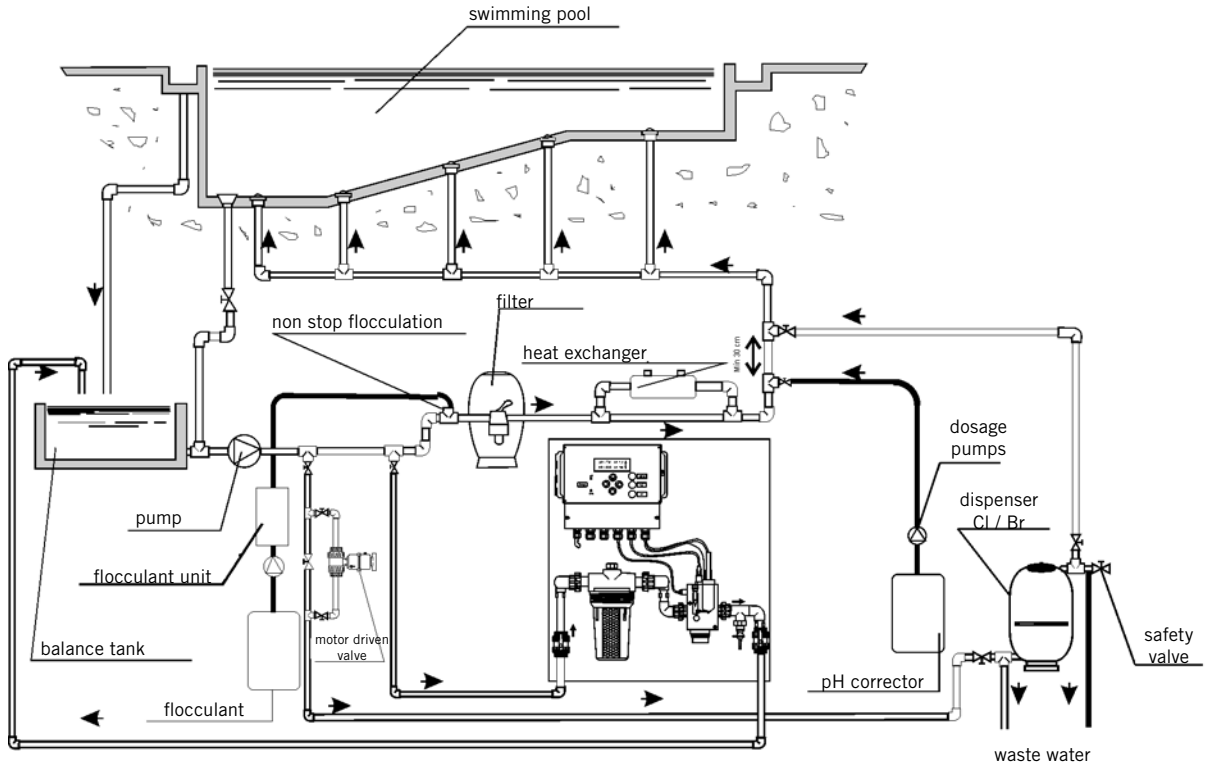 swimming pool
filter
non stop flocculation
heat exchanger
Min 30 cm
dosage
pumps
dispenser
Cl / Br
pump
flocculant unit
motor driven
valve
balance tank
safety
valve
pH corrector
flocculant
waste water